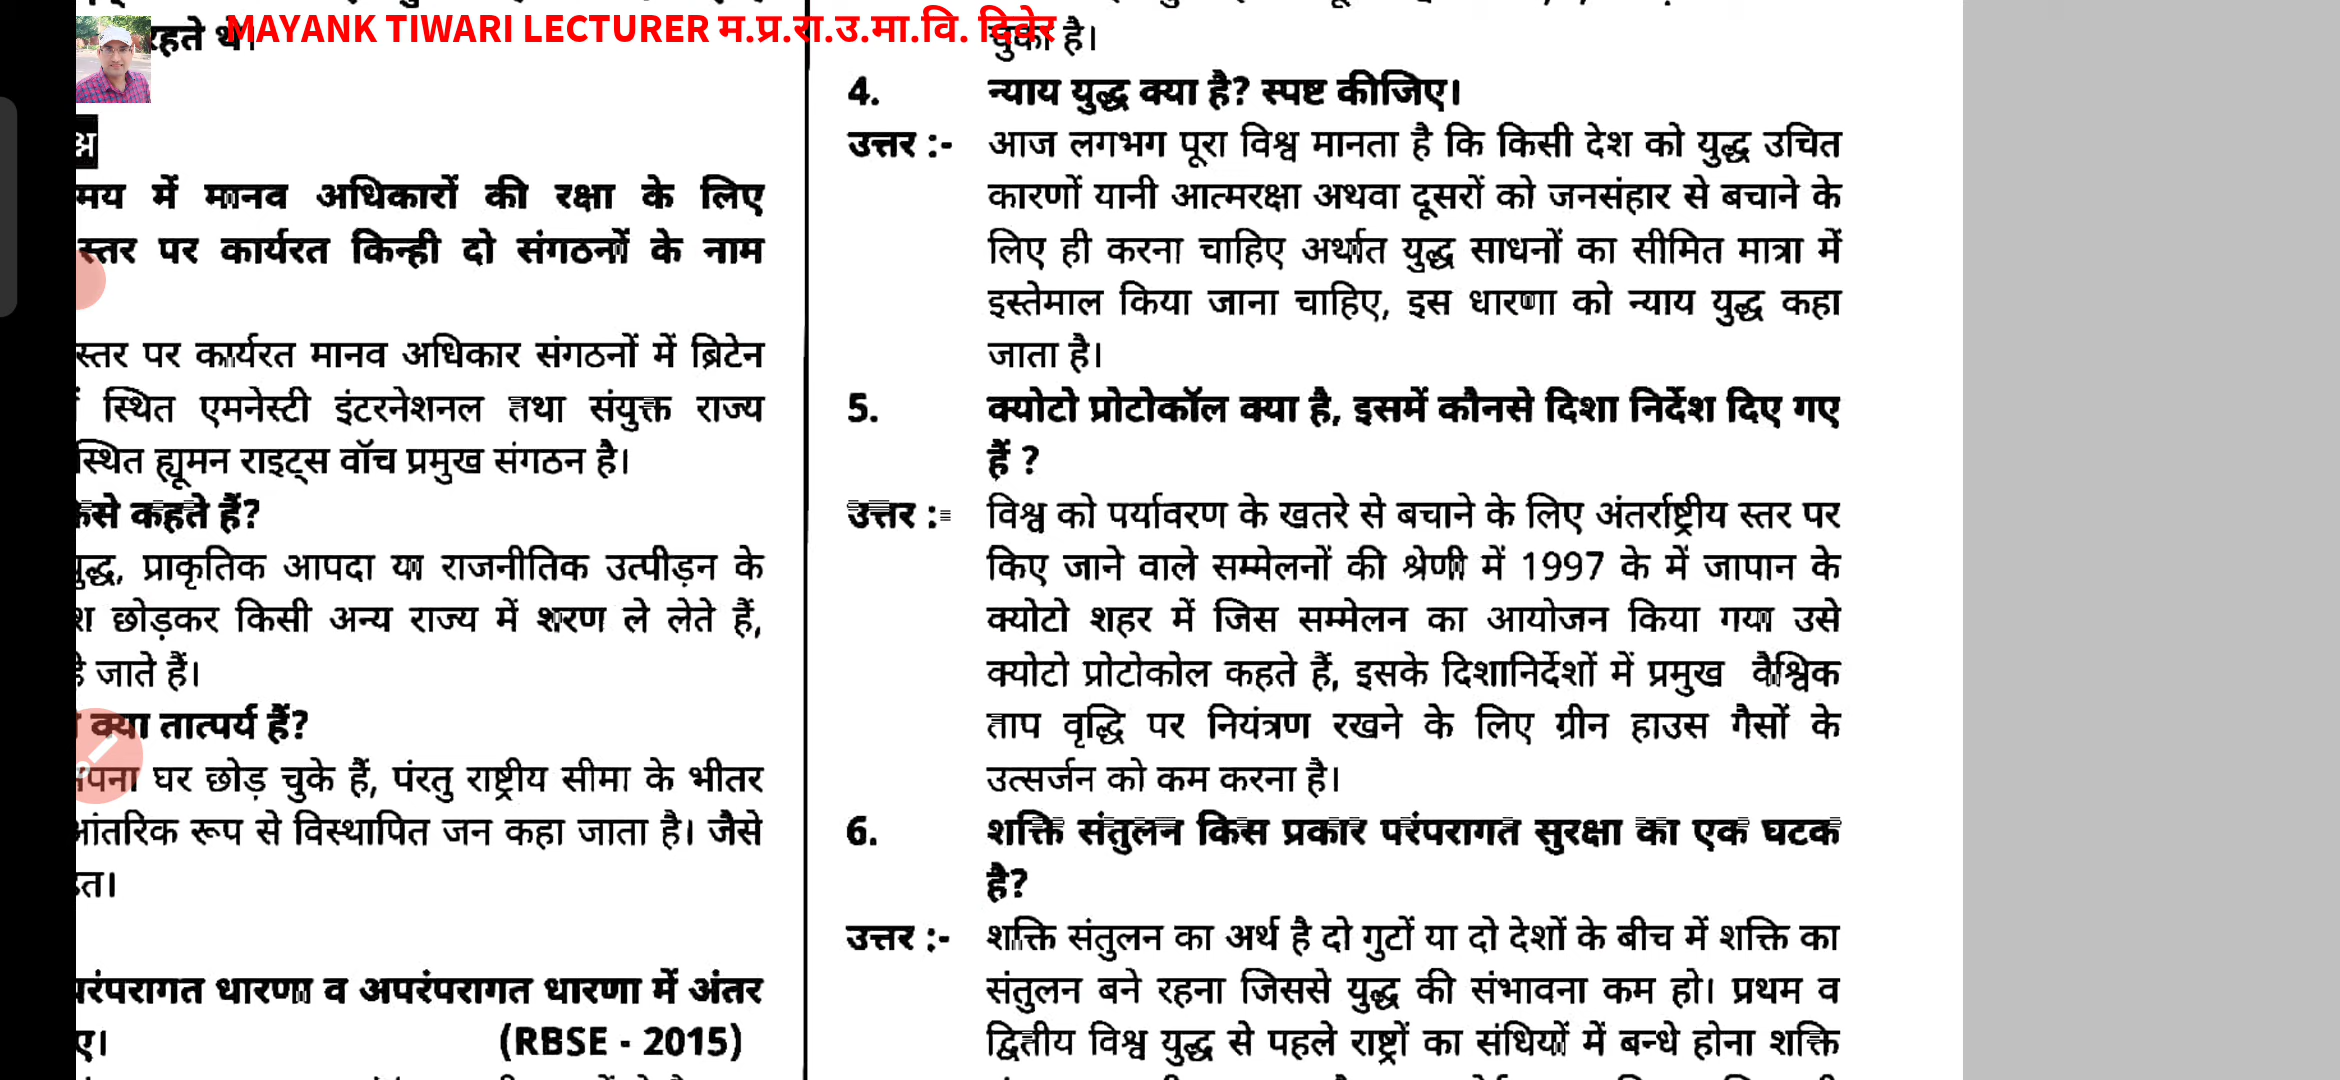 MAYANK TIWARI LECTURER म.प्र.रा.उ.मा.वि. दिवेर
रहते थे।
मय में मानव अधिकारों की रक्षा के लिए
स्तर पर कार्यरत किन्ही दो संगठनों के नाम
स्तर पर कार्यरत मानव अधिकार संगठनों में ब्रिटेन
स्थित एमनेस्टी इंटरनेशनल तथा संयुक्त राज्य
स्थित ह्यूमन राइट्स वॉच प्रमुख संगठन है।
कहते हैं?
युद्ध, प्राकृतिक आपदा या राजनीतिक उत्पीड़न के
छोड़कर किसी अन्य राज्य में शरण ले लेते हैं,
जाते हैं।
क्या तात्पर्य हैं?
घर छोड़ चुके हैं, पंरतु राष्ट्रीय सीमा के भीतर
आंतरिक रूप से विस्थापित जन कहा जाता है। जैसे
परंपरागत धारणा व अपरंपरागत धारणा में अंतर
(RBSE - 2015)
चुका है।
4. न्याय युद्ध क्या है? स्पष्ट कीजिए।
उत्तर :- आज लगभग पूरा विश्व मानता है कि किसी देश को युद्ध उचित
कारणों यानी आत्मरक्षा अथवा दूसरों को जनसंहार से बचाने के
लिए ही करना चाहिए अर्थात युद्ध साधनों का सीमित मात्रा में
इस्तेमाल किया जाना चाहिए, इस धारणा को न्याय युद्ध कहा
जाता है।
5. क्योटो प्रोटोकॉल क्या है, इसमें कौनसे दिशा निर्देश दिए गए
हैं ?
उत्तर :- विश्व को पर्यावरण के खतरे से बचाने के लिए अंतर्राष्ट्रीय स्तर पर
किए जाने वाले सम्मेलनों की श्रेणी में 1997 के में जापान के
क्योटो शहर में जिस सम्मेलन का आयोजन किया गया उसे
क्योटो प्रोटोकोल कहते हैं, इसके दिशानिर्देशों में प्रमुख वैश्विक
ताप वृद्धि पर नियंत्रण रखने के लिए ग्रीन हाउस गैसों के
उत्सर्जन को कम करना है।
6. शक्ति संतुलन किस प्रकार परंपरागत सुरक्षा का एक घटक
है?
उत्तर :- शक्ति संतुलन का अर्थ है दो गुटों या दो देशों के बीच में शक्ति का
संतुलन बने रहना जिससे युद्ध की संभावना कम हो। प्रथम व
द्वितीय विश्व युद्ध से पहले राष्ट्रों का संधियों में बन्धे होना शक्ति